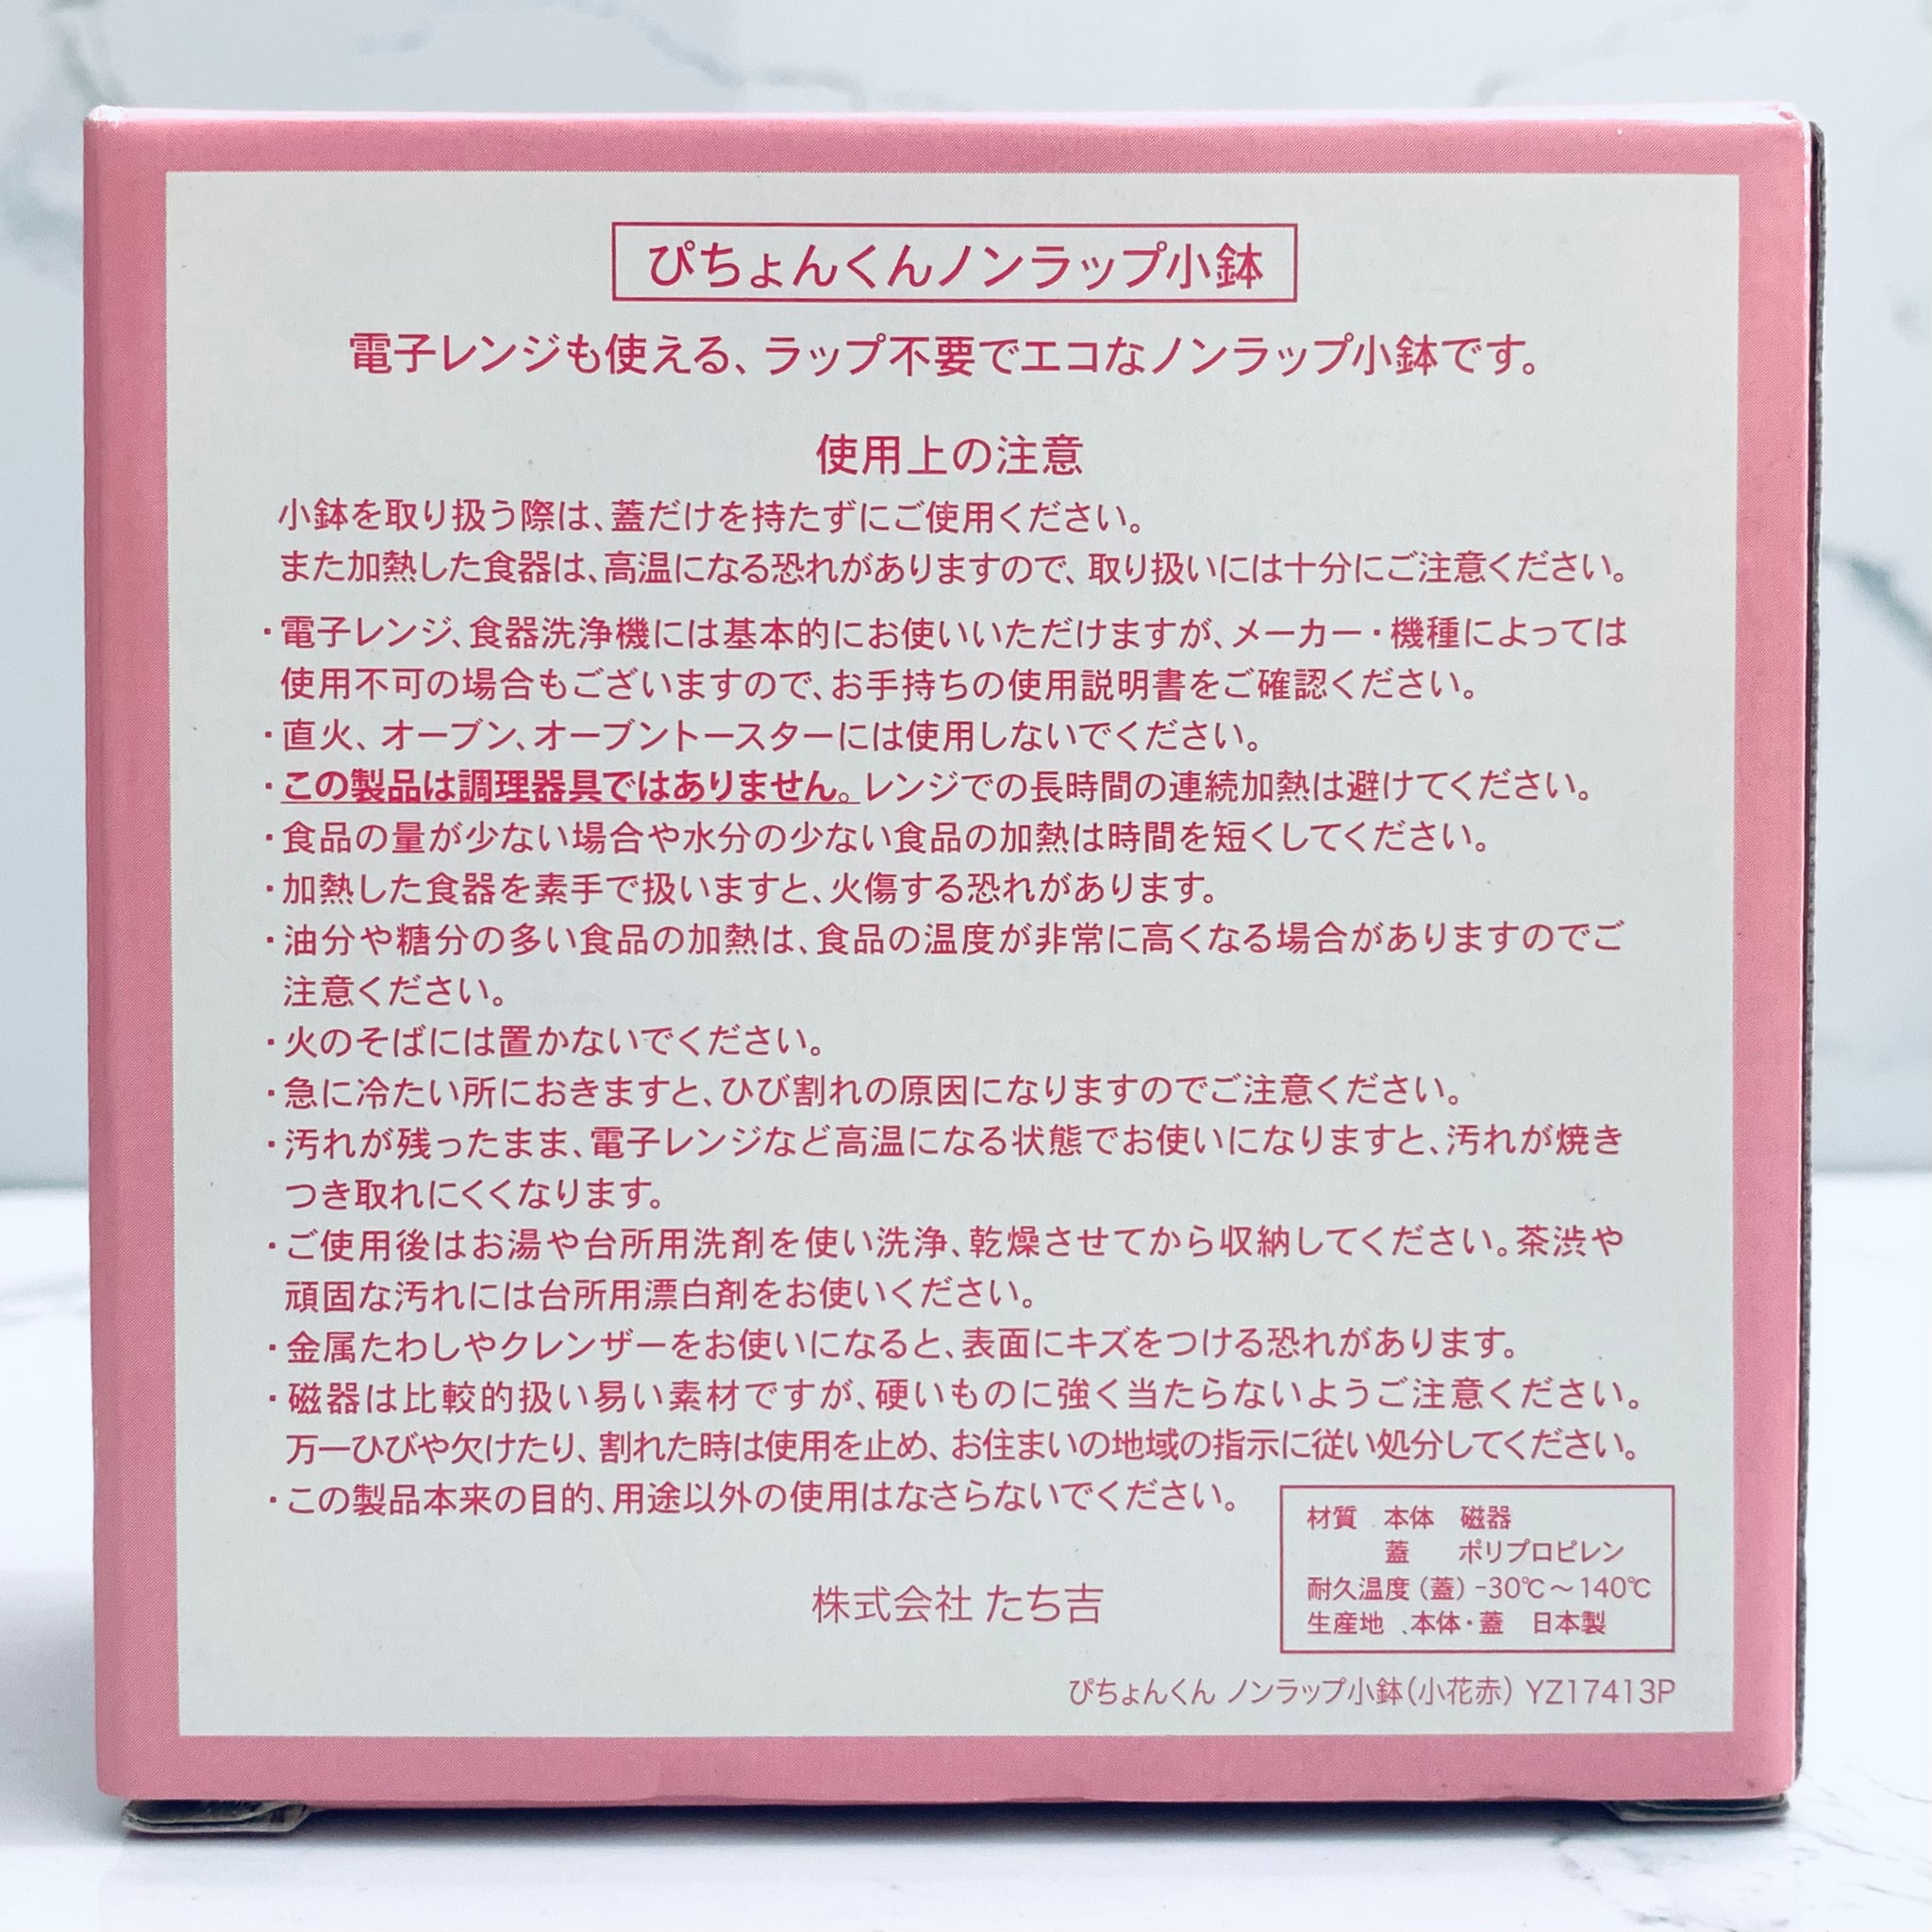 ぴちょんくんノンラップ小鉢
電子レンジも使える、ラップ不要でエコなノンラップ小鉢です。
使用上の注意
小鉢を取り扱う際は、蓋だけを持たずにご使用ください。
また加熱した食器は、高温になる恐れがありますので、取り扱いには十分にご注意ください。
・電子レンジ、食器洗浄機には基本的にお使いいただけますが、メーカー・機種によっては
使用不可の場合もございますので、お手持ちの使用説明書をご確認ください。
・直火、オーブン、オーブントースターには使用しないでください。
・この製品は調理器具ではありません。レンジでの長時間の連続加熱は避けてください。
・食品の量が少ない場合や水分の少ない食品の加熱は時間を短くしてください。
・加熱した食器を素手で扱いますと、火傷する恐れがあります。
・油分や糖分の多い食品の加熱は、食品の温度が非常に高くなる場合がありますのでご
注意ください。
・火のそばには置かないでください。
・急に冷たい所におきますと、ひび割れの原因になりますのでご注意ください。
・汚れが残ったまま、電子レンジなど高温になる状態でお使いになりますと、汚れが焼き
つき取れにくくなります。
・ご使用後はお湯や台所用洗剤を使い洗浄、乾燥させてから収納してください。茶渋や
頑固な汚れには台所用漂白剤をお使いください。
・金属たわしやクレンザーをお使いになると、表面にキズをつける恐れがあります。
・磁器は比較的扱い易い素材ですが、硬いものに強く当たらないようご注意ください。
万一ひびや欠けたり、割れた時は使用を止め、お住まいの地域の指示に従い処分してください。
・この製品本来の目的、用途以外の使用はなさらないでください。
材質 本体 磁器
蓋 ポリプロピレン
耐久温度（蓋）-30℃～140℃
生産地 本体・蓋 日本製
株式会社 たち吉
ぴちょんくん ノンラップ小鉢（小花赤） YZ17413P